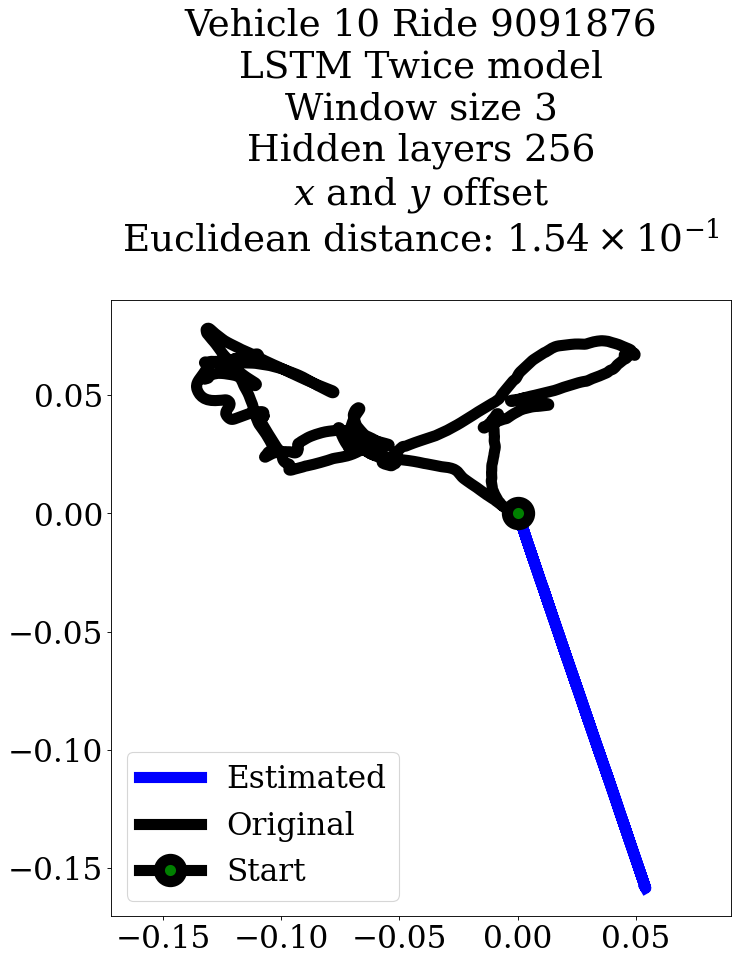 Vehicle 10 Ride 9091876
LSTM Twice model
Window size 3
Hidden layers 256
x and y offset
Euclidean distance: 1.54 × 10⁻¹
0.05
0.00
−0.05
−0.10
−0.15
Estimated
Original
Start
−0.15 −0.10 −0.05 0.00 0.05